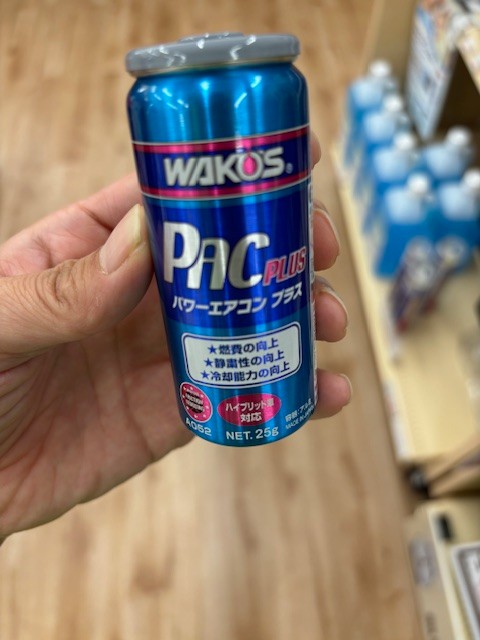 WAKO'S®
PAC PLUS
パワーエアコン プラス
★燃費の向上
★静粛性の向上
★冷却能力の向上
ハイブリッド車
対応
A052
NET. 25g